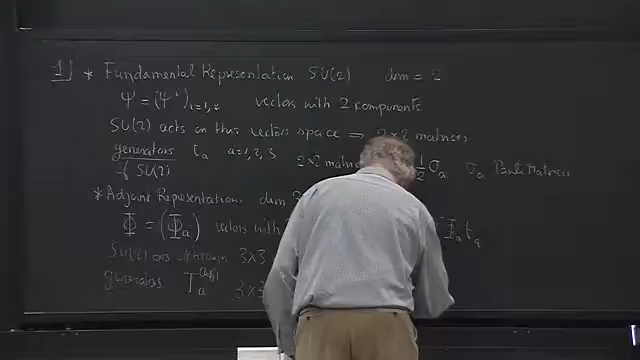 1] * Fundamental Representation SU(2) dim = 2
Ψ = (Ψ^i)_{i=1,2} vectors with 2 components
SU(2) acts on this vectors space ⇒ 2×2 matrices
generators t_a a=1,2,3 2×2 1/2 σ_a σ_a Pauli Matrices
of SU(2)
* Adjoint Representation dim 3
Φ = (Φ_a) vectors with Φ_a t_a
SU(2) acts through 3×3
generators T_a^{(adj)} 3×3